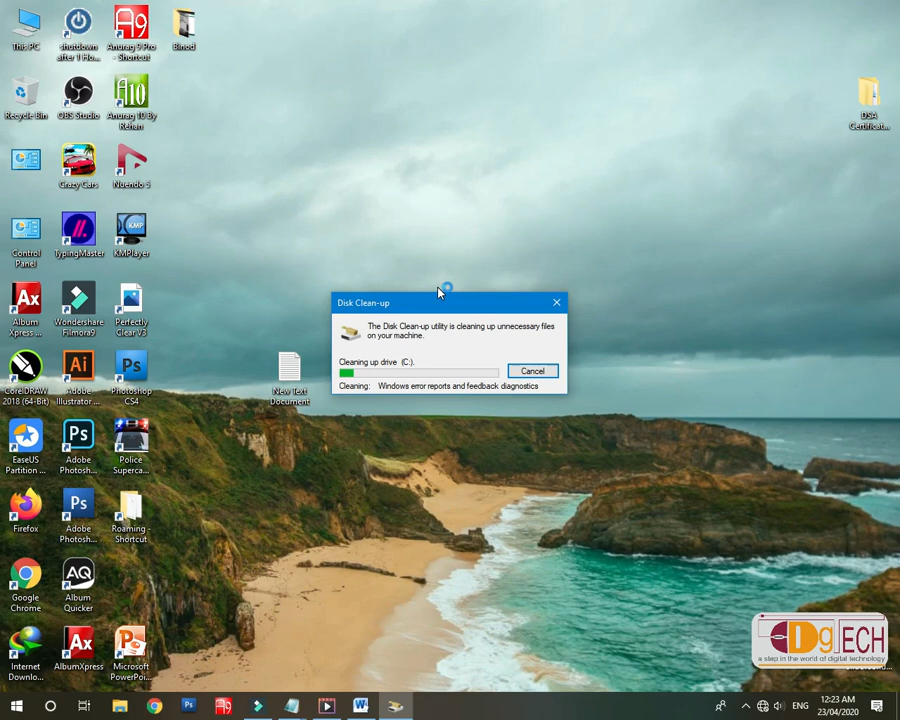 This PC
shutdown
after 1 Ho...
Anurag 9 Pro
- Shortcut
Binod
Recycle Bin
OBS Studio
Anurag 10 By
Rehan
DSA
Certificat...
Crazy Cars
Nuendo 5
Control
Panel
TypingMaster
KMPlayer
Album
Xpress ...
Wondershare
Filmora9
Perfectly
Clear V3
CorelDRAW
2018 (64-Bit)
Adobe
Illustrator ...
Photoshop
CS4
New Text
Document
Disk Clean-up
The Disk Clean-up utility is cleaning up unnecessary files
on your machine.
Cleaning up drive (C:).
Cancel
Cleaning: Windows error reports and feedback diagnostics
EaseUS
Partition ...
Adobe
Photosh...
Police
Superca...
Firefox
Adobe
Photosh...
Roaming -
Shortcut
Google
Chrome
Album
Quicker
Internet
Downlo...
AlbumXpress
Microsoft
PowerPoi...
DgTECH
a step in the world of digital technology
ENG
12:23 AM
23/04/2020